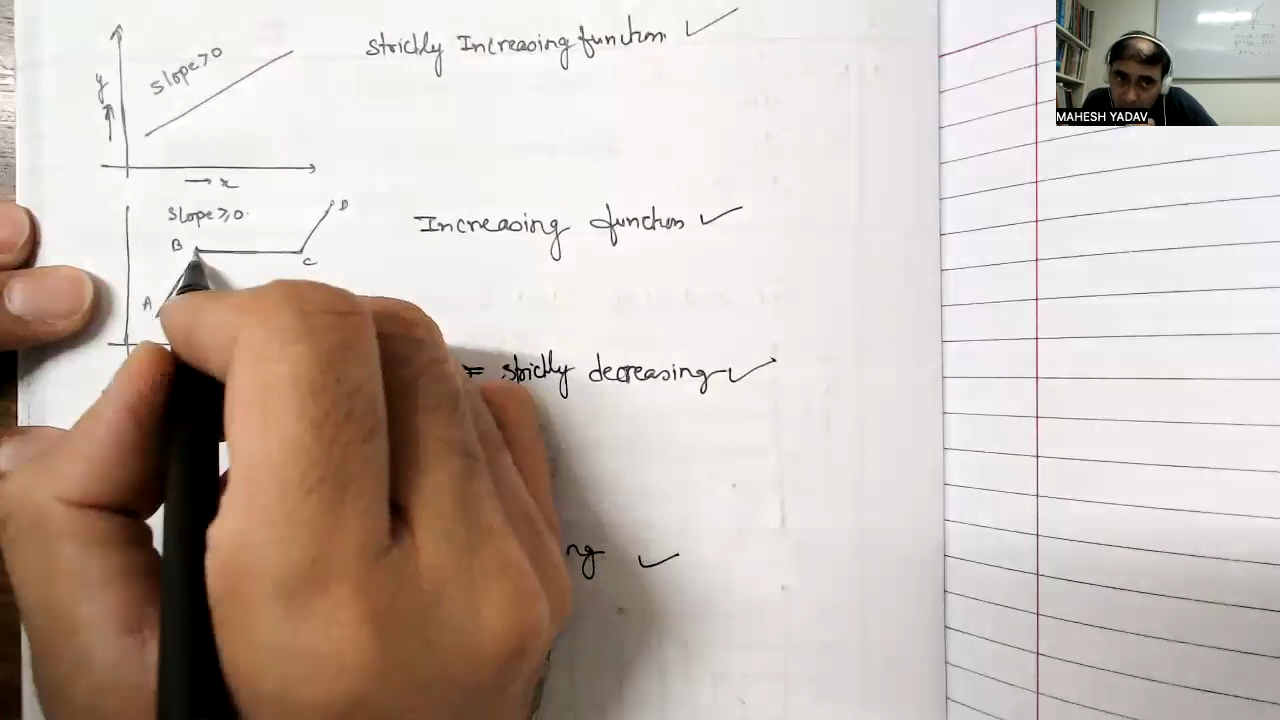 slope>0
strictly Increasing function
y
x
slope≥0
B
D
C
A
Increasing function
= strictly decreasing
ng
MAHESH YADAV